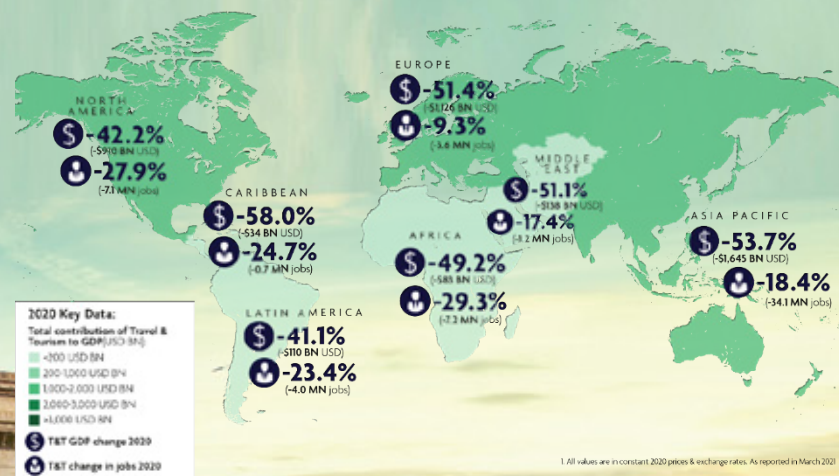 NORTH
AMERICA
-42.2%
USD)
-27.9%
(-7.1 MN jobs)
EUROPE
-51.4%
(-$1,126 BN USD)
-9.3%
(-3.6 MN jobs)
MIDDLE
EAST
-51.1%
(-$138 BN USD)
-17.4%
(-1.2 MN jobs)
CARIBBEAN
-58.0%
(-$34 BN USD)
-24.7%
(-0.7 MN jobs)
AFRICA
-49.2%
BN USD)
-29.3%
(-7.2 MN jobs)
ASIA PACIFIC
-53.7%
(-$1,645 BN USD)
-18.4%
(-34.1 MN jobs)
LATIN AMERICA
-41.1%
(-$110 BN USD)
-23.4%
(-4.0 MN jobs)
2020 Key Data:
Total contribution of Travel &
Tourism to GDP(USD BN):
<200 USD BN
200-1,000 USD BN
1,000-2,000 USD BN
2,000-3,000 USD BN
USD BN
T&T GDP change 2020
T&T change in jobs 2020
1. All values are in constant 2020 prices & exchange rates. As reported in March 2021